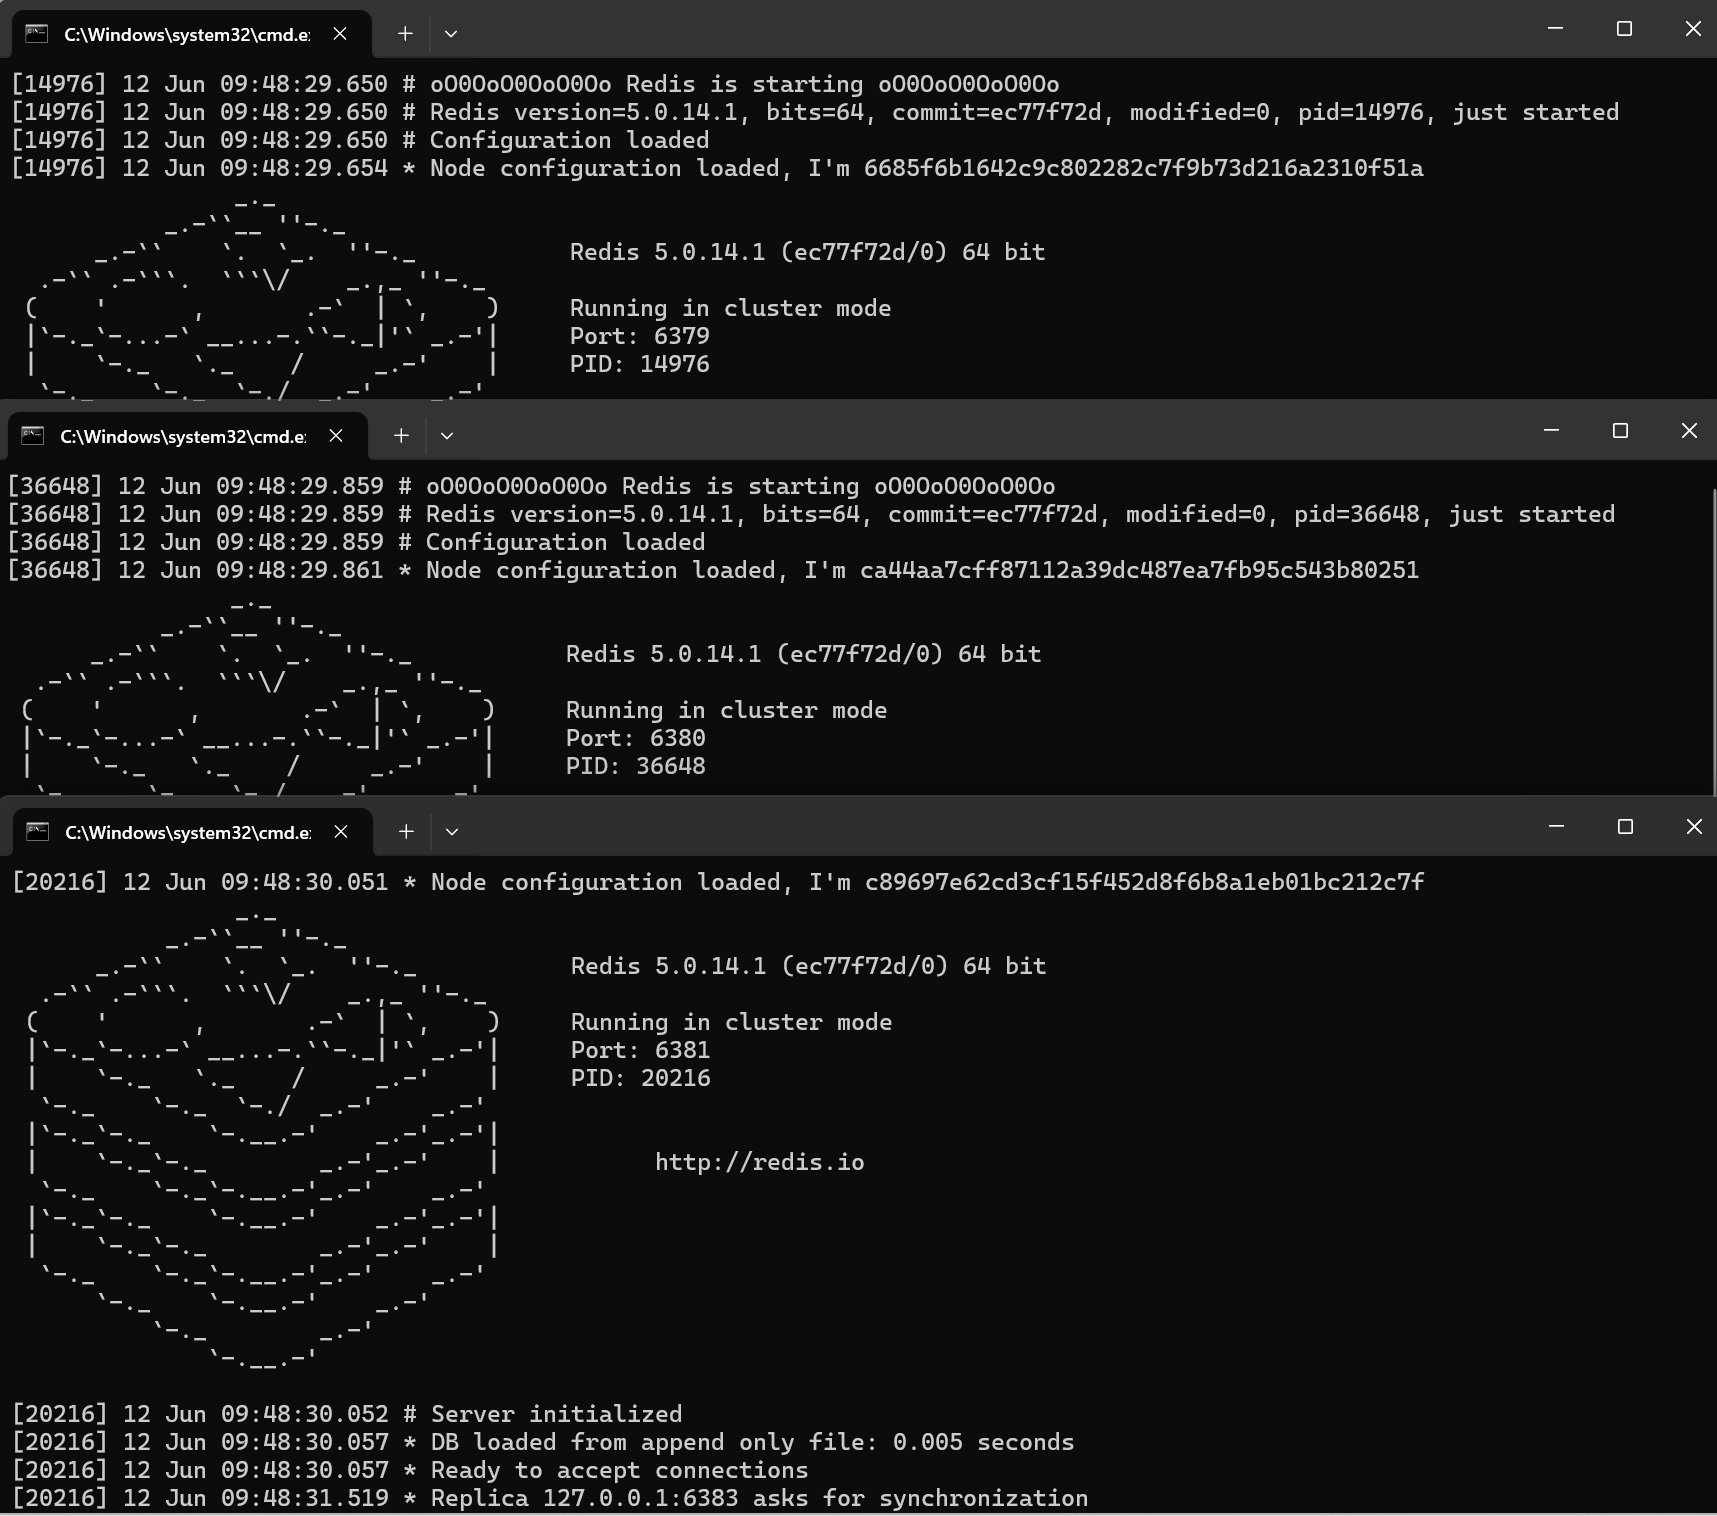 C:\Windows\system32\cmd.e
[14976] 12 Jun 09:48:29.650 # oO0OoO0OoO0Oo Redis is starting oO0OoO0OoO0Oo
[14976] 12 Jun 09:48:29.650 # Redis version=5.0.14.1, bits=64, commit=ec77f72d, modified=0, pid=14976, just started
[14976] 12 Jun 09:48:29.650 # Configuration loaded
[14976] 12 Jun 09:48:29.654 * Node configuration loaded, I'm 6685f6b1642c9c802282c7f9b73d216a2310f51a
Redis 5.0.14.1 (ec77f72d/0) 64 bit
Running in cluster mode
Port: 6379
PID: 14976
C:\Windows\system32\cmd.e
[36648] 12 Jun 09:48:29.859 # oO0OoO0OoO0Oo Redis is starting oO0OoO0OoO0Oo
[36648] 12 Jun 09:48:29.859 # Redis version=5.0.14.1, bits=64, commit=ec77f72d, modified=0, pid=36648, just started
[36648] 12 Jun 09:48:29.859 # Configuration loaded
[36648] 12 Jun 09:48:29.861 * Node configuration loaded, I'm ca44aa7cff87112a39dc487ea7fb95c543b80251
Redis 5.0.14.1 (ec77f72d/0) 64 bit
Running in cluster mode
Port: 6380
PID: 36648
C:\Windows\system32\cmd.e
[20216] 12 Jun 09:48:30.051 * Node configuration loaded, I'm c89697e62cd3cf15f452d8f6b8a1eb01bc212c7f
Redis 5.0.14.1 (ec77f72d/0) 64 bit
Running in cluster mode
Port: 6381
PID: 20216
http://redis.io
[20216] 12 Jun 09:48:30.052 # Server initialized
[20216] 12 Jun 09:48:30.057 * DB loaded from append only file: 0.005 seconds
[20216] 12 Jun 09:48:30.057 * Ready to accept connections
[20216] 12 Jun 09:48:31.519 * Replica 127.0.0.1:6383 asks for synchronization